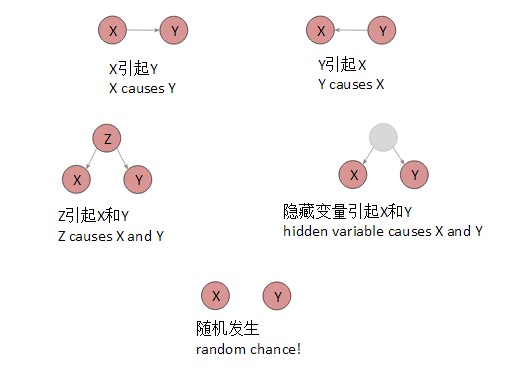 X Y
X引起Y
X causes Y
X Y
Y引起X
Y causes X
Z
X Y
Z引起X和Y
Z causes X and Y
X Y
隐藏变量引起X和Y
hidden variable causes X and Y
X Y
随机发生
random chance!